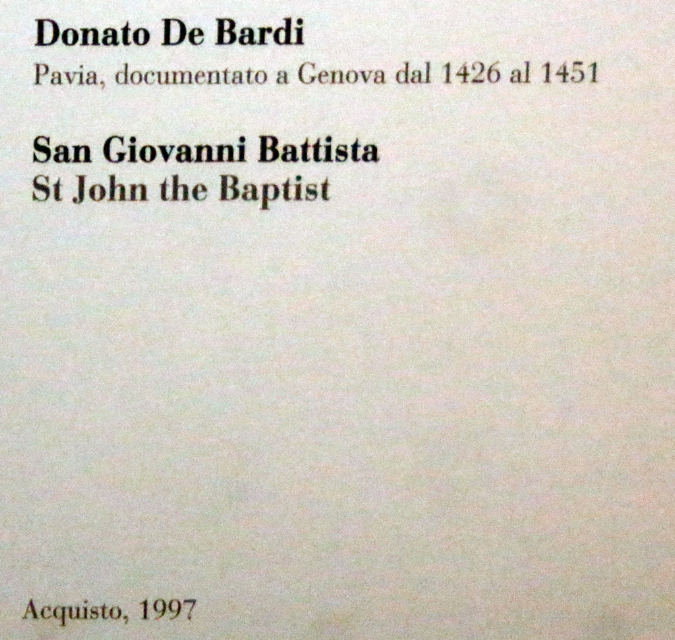 Donato De Bardi
Pavia, documentato a Genova dal 1426 al 1451
San Giovanni Battista
St John the Baptist
Acquisto, 1997